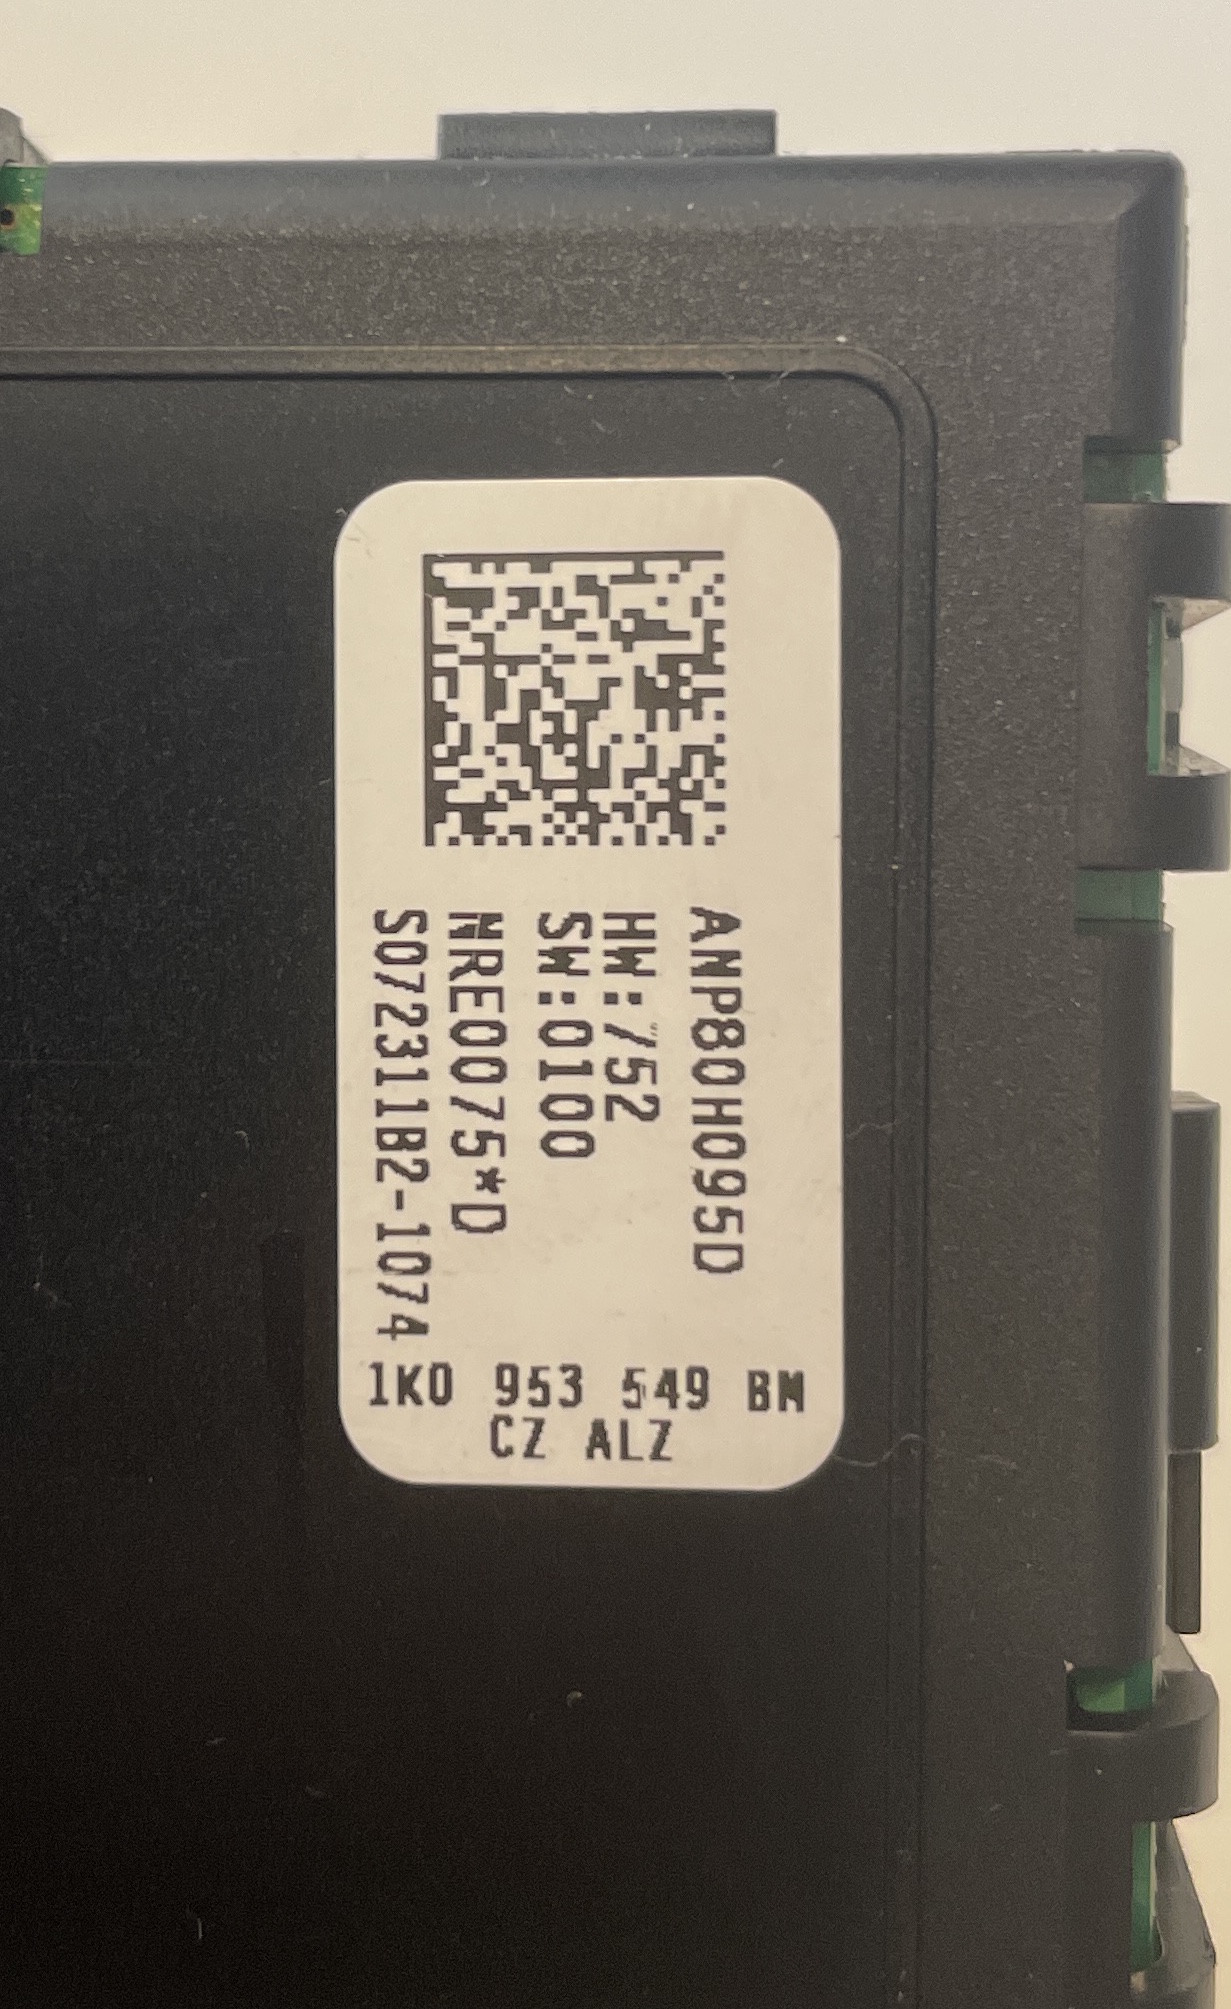 ANP80H095D
HW:752
SW:0100
NRE0075*D
S072311B2-1074
1K0 953 549 BM
CZ ALZ